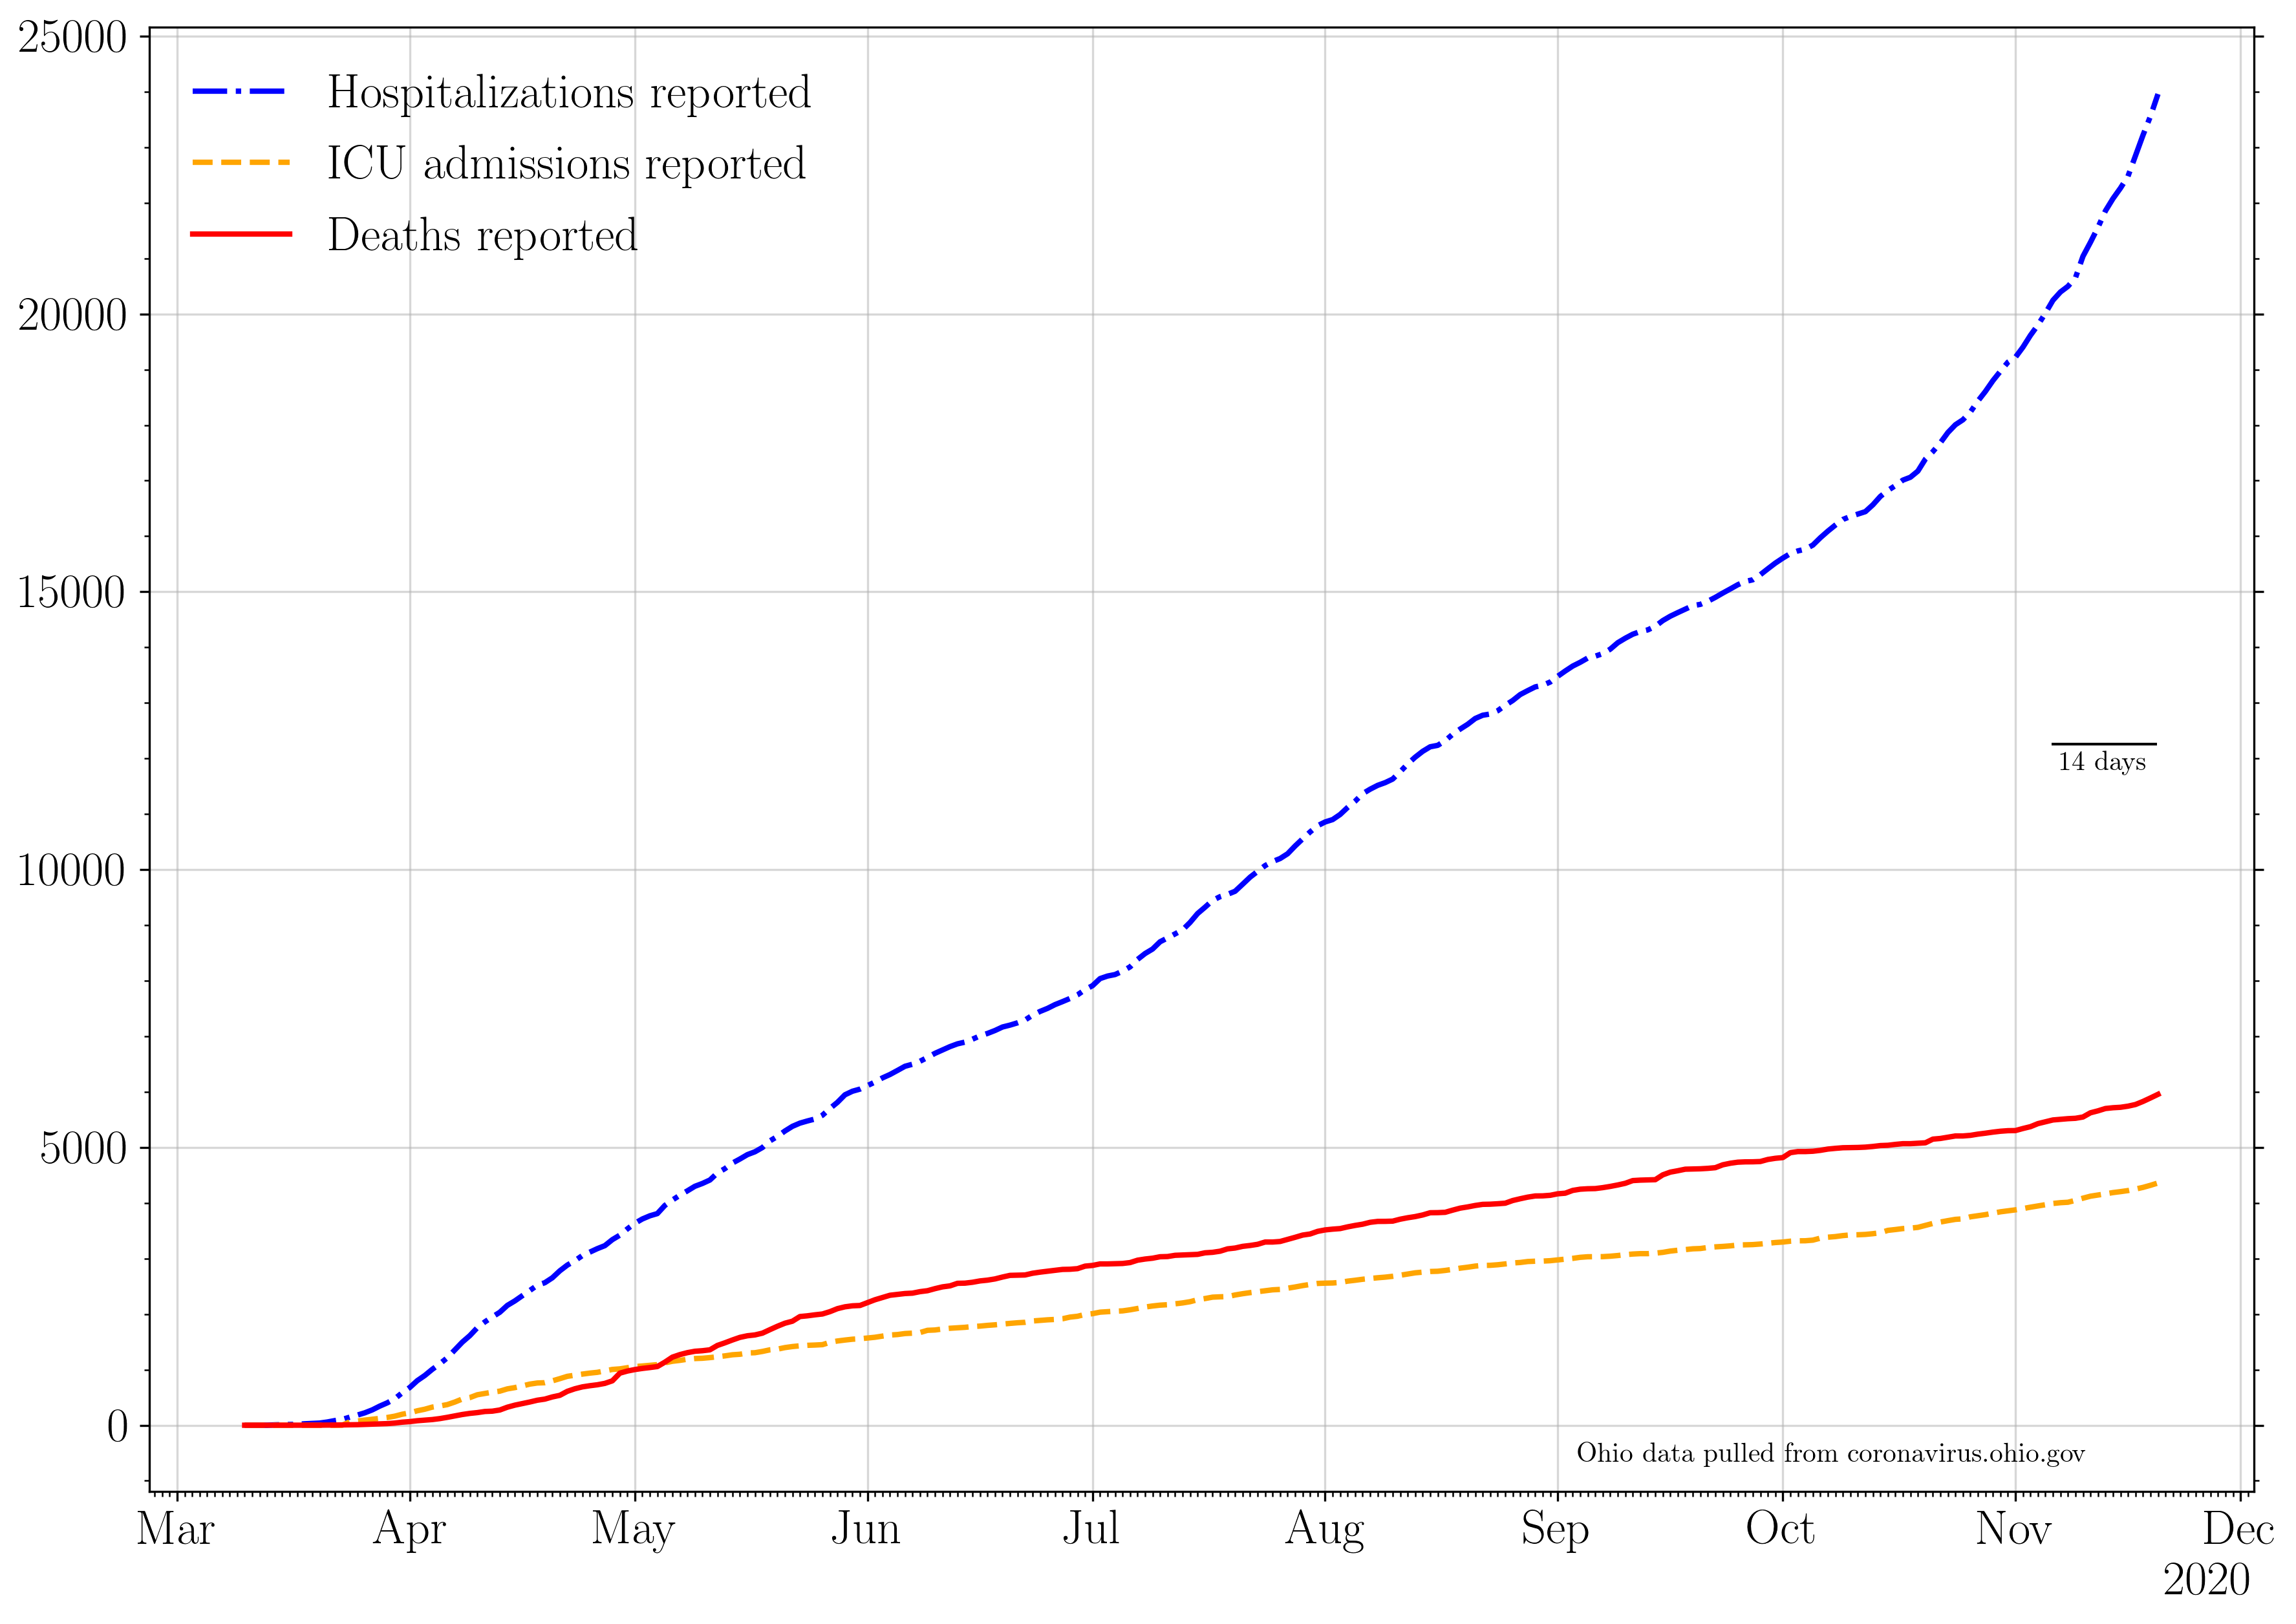 25000
Hospitalizations reported
ICU admissions reported
Deaths reported
20000
15000
14 days
10000
5000
0
Ohio data pulled from coronavirus.ohio.gov
Mar Apr May Jun Jul Aug Sep Oct Nov Dec
2020